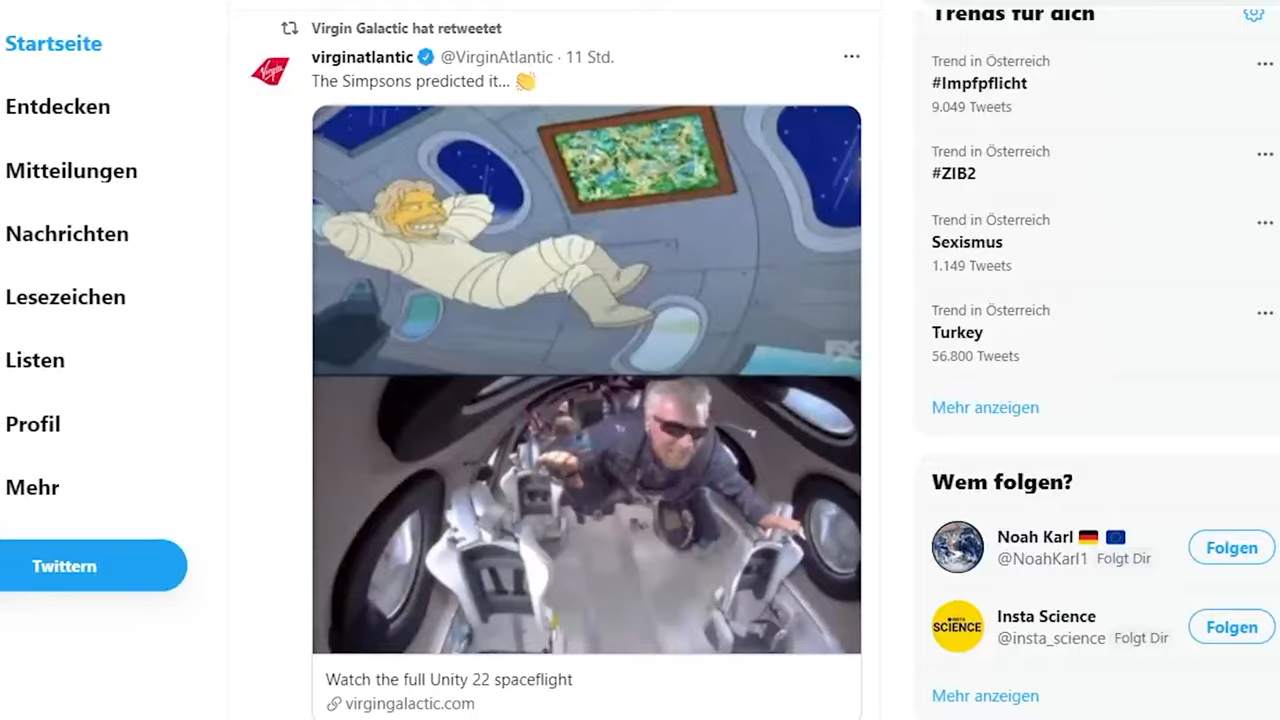 Startseite
Entdecken
Mitteilungen
Nachrichten
Lesezeichen
Listen
Profil
Mehr
Twittern
Virgin Galactic hat retweetet
Virgin
virginatlantic @VirginAtlantic · 11 Std.
The Simpsons predicted it... 👏
Watch the full Unity 22 spaceflight
virgingalactic.com
Trends für dich
Trend in Österreich
#Impfpflicht
9.049 Tweets
Trend in Österreich
#ZIB2
Trend in Österreich
Sexismus
1.149 Tweets
Trend in Österreich
Turkey
56.800 Tweets
Mehr anzeigen
Wem folgen?
Noah Karl 🇩🇪 🇪🇺
@NoahKarl1 Folgt Dir
Folgen
INSTA
SCIENCE
Insta Science
@insta_science Folgt Dir
Folgen
Mehr anzeigen